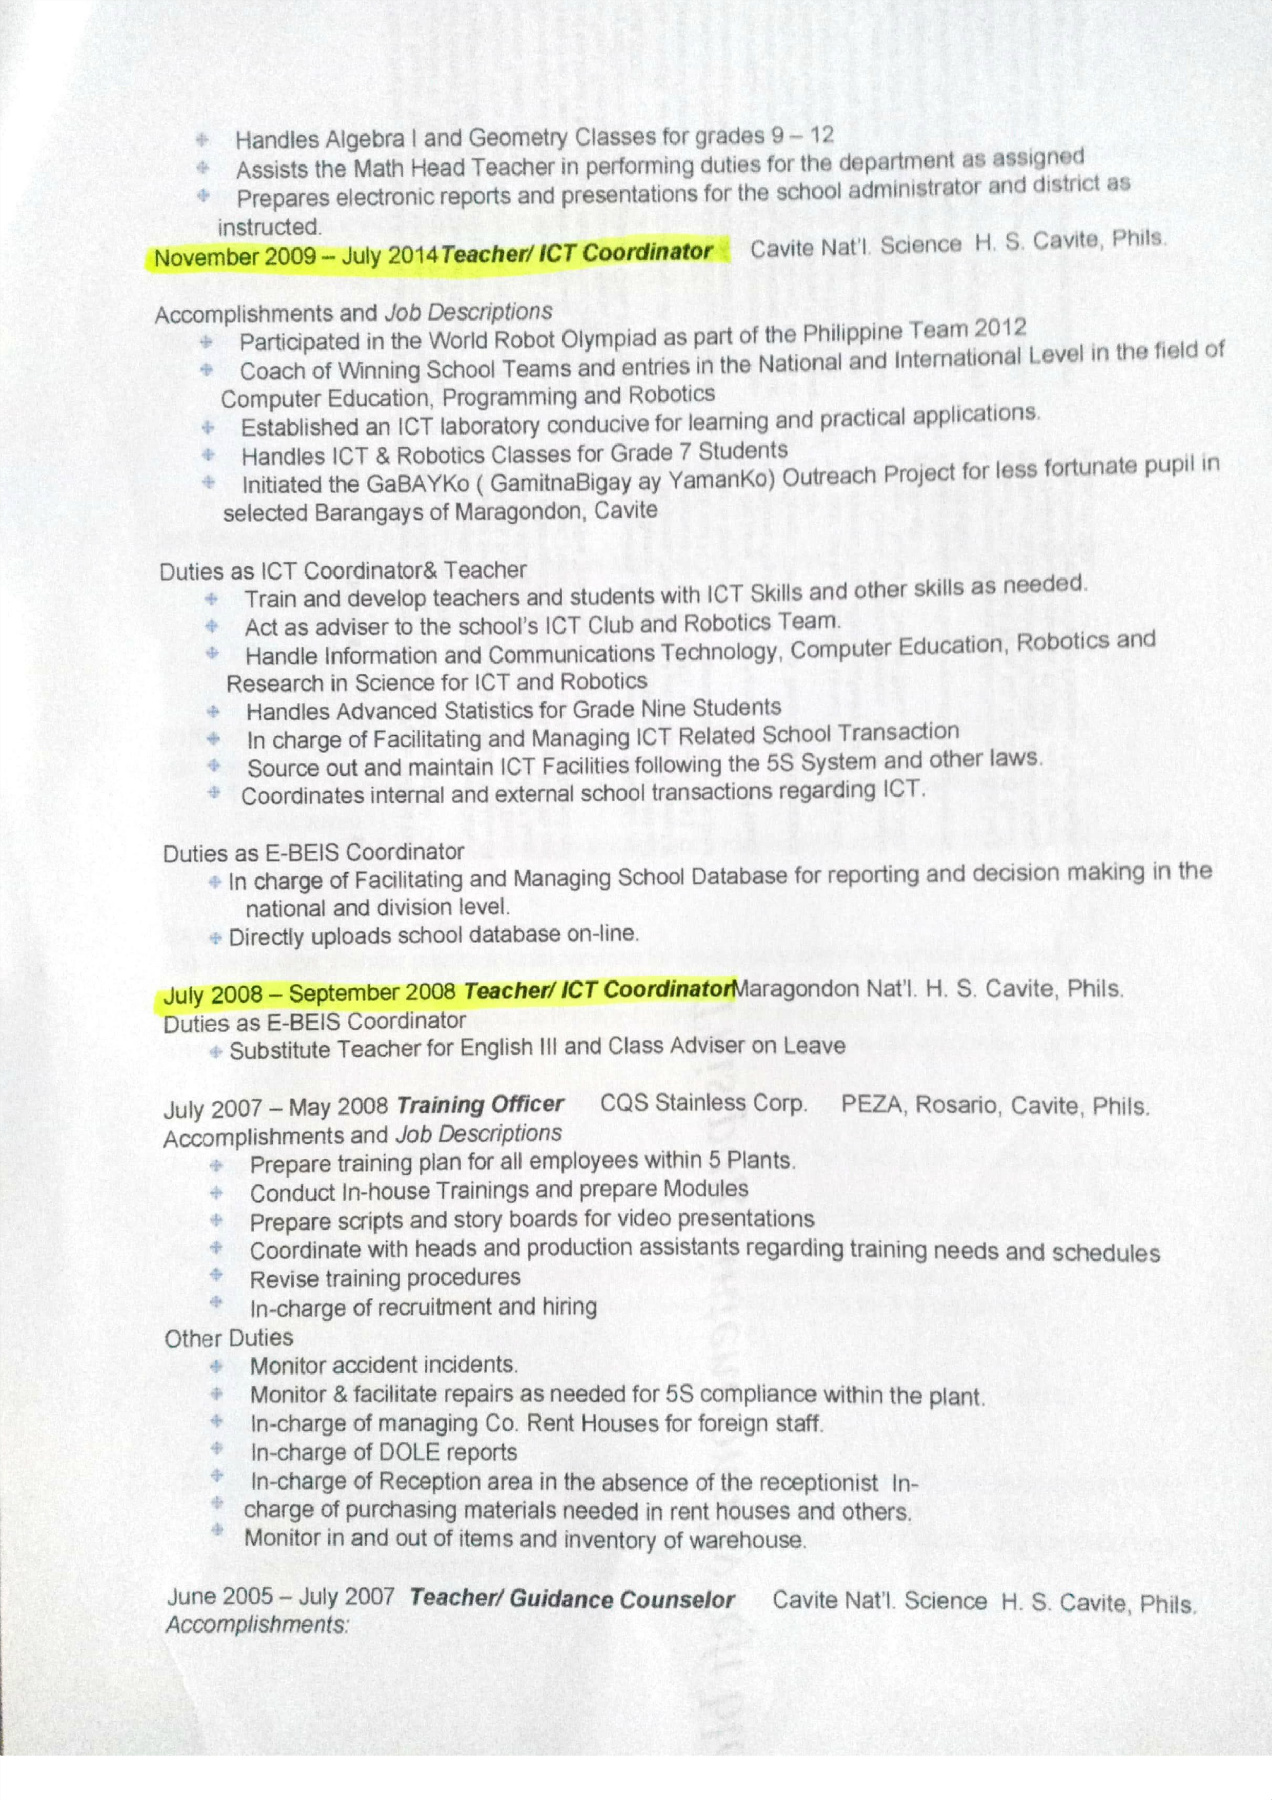 Handles Algebra I and Geometry Classes for grades 9 – 12
Assists the Math Head Teacher in performing duties for the department as assigned
Prepares electronic reports and presentations for the school administrator and district as
instructed.
November 2009 – July 2014 Teacher/ ICT Coordinator Cavite Nat'l. Science H. S. Cavite, Phils.
Accomplishments and Job Descriptions
Participated in the World Robot Olympiad as part of the Philippine Team 2012
Coach of Winning School Teams and entries in the National and International Level in the field of
Computer Education, Programming and Robotics
Established an ICT laboratory conducive for learning and practical applications.
Handles ICT & Robotics Classes for Grade 7 Students
Initiated the GaBAYKo ( GamitnaBigay ay YamanKo) Outreach Project for less fortunate pupil in
selected Barangays of Maragondon, Cavite
Duties as ICT Coordinator& Teacher
Train and develop teachers and students with ICT Skills and other skills as needed.
Act as adviser to the school's ICT Club and Robotics Team.
Handle Information and Communications Technology, Computer Education, Robotics and
Research in Science for ICT and Robotics
Handles Advanced Statistics for Grade Nine Students
In charge of Facilitating and Managing ICT Related School Transaction
Source out and maintain ICT Facilities following the 5S System and other laws.
Coordinates internal and external school transactions regarding ICT.
Duties as E-BEIS Coordinator
In charge of Facilitating and Managing School Database for reporting and decision making in the
national and division level.
Directly uploads school database on-line.
July 2008 – September 2008 Teacher/ ICT CoordinatorMaragondon Nat'l. H. S. Cavite, Phils.
Duties as E-BEIS Coordinator
Substitute Teacher for English III and Class Adviser on Leave
July 2007 – May 2008 Training Officer CQS Stainless Corp. PEZA, Rosario, Cavite, Phils.
Accomplishments and Job Descriptions
Prepare training plan for all employees within 5 Plants.
Conduct In-house Trainings and prepare Modules
Prepare scripts and story boards for video presentations
Coordinate with heads and production assistants regarding training needs and schedules
Revise training procedures
In-charge of recruitment and hiring
Other Duties
Monitor accident incidents.
Monitor & facilitate repairs as needed for 5S compliance within the plant.
In-charge of managing Co. Rent Houses for foreign staff.
In-charge of DOLE reports
In-charge of Reception area in the absence of the receptionist In-
charge of purchasing materials needed in rent houses and others.
Monitor in and out of items and inventory of warehouse.
June 2005 – July 2007 Teacher/ Guidance Counselor Cavite Nat'l. Science H. S. Cavite, Phils.
Accomplishments: